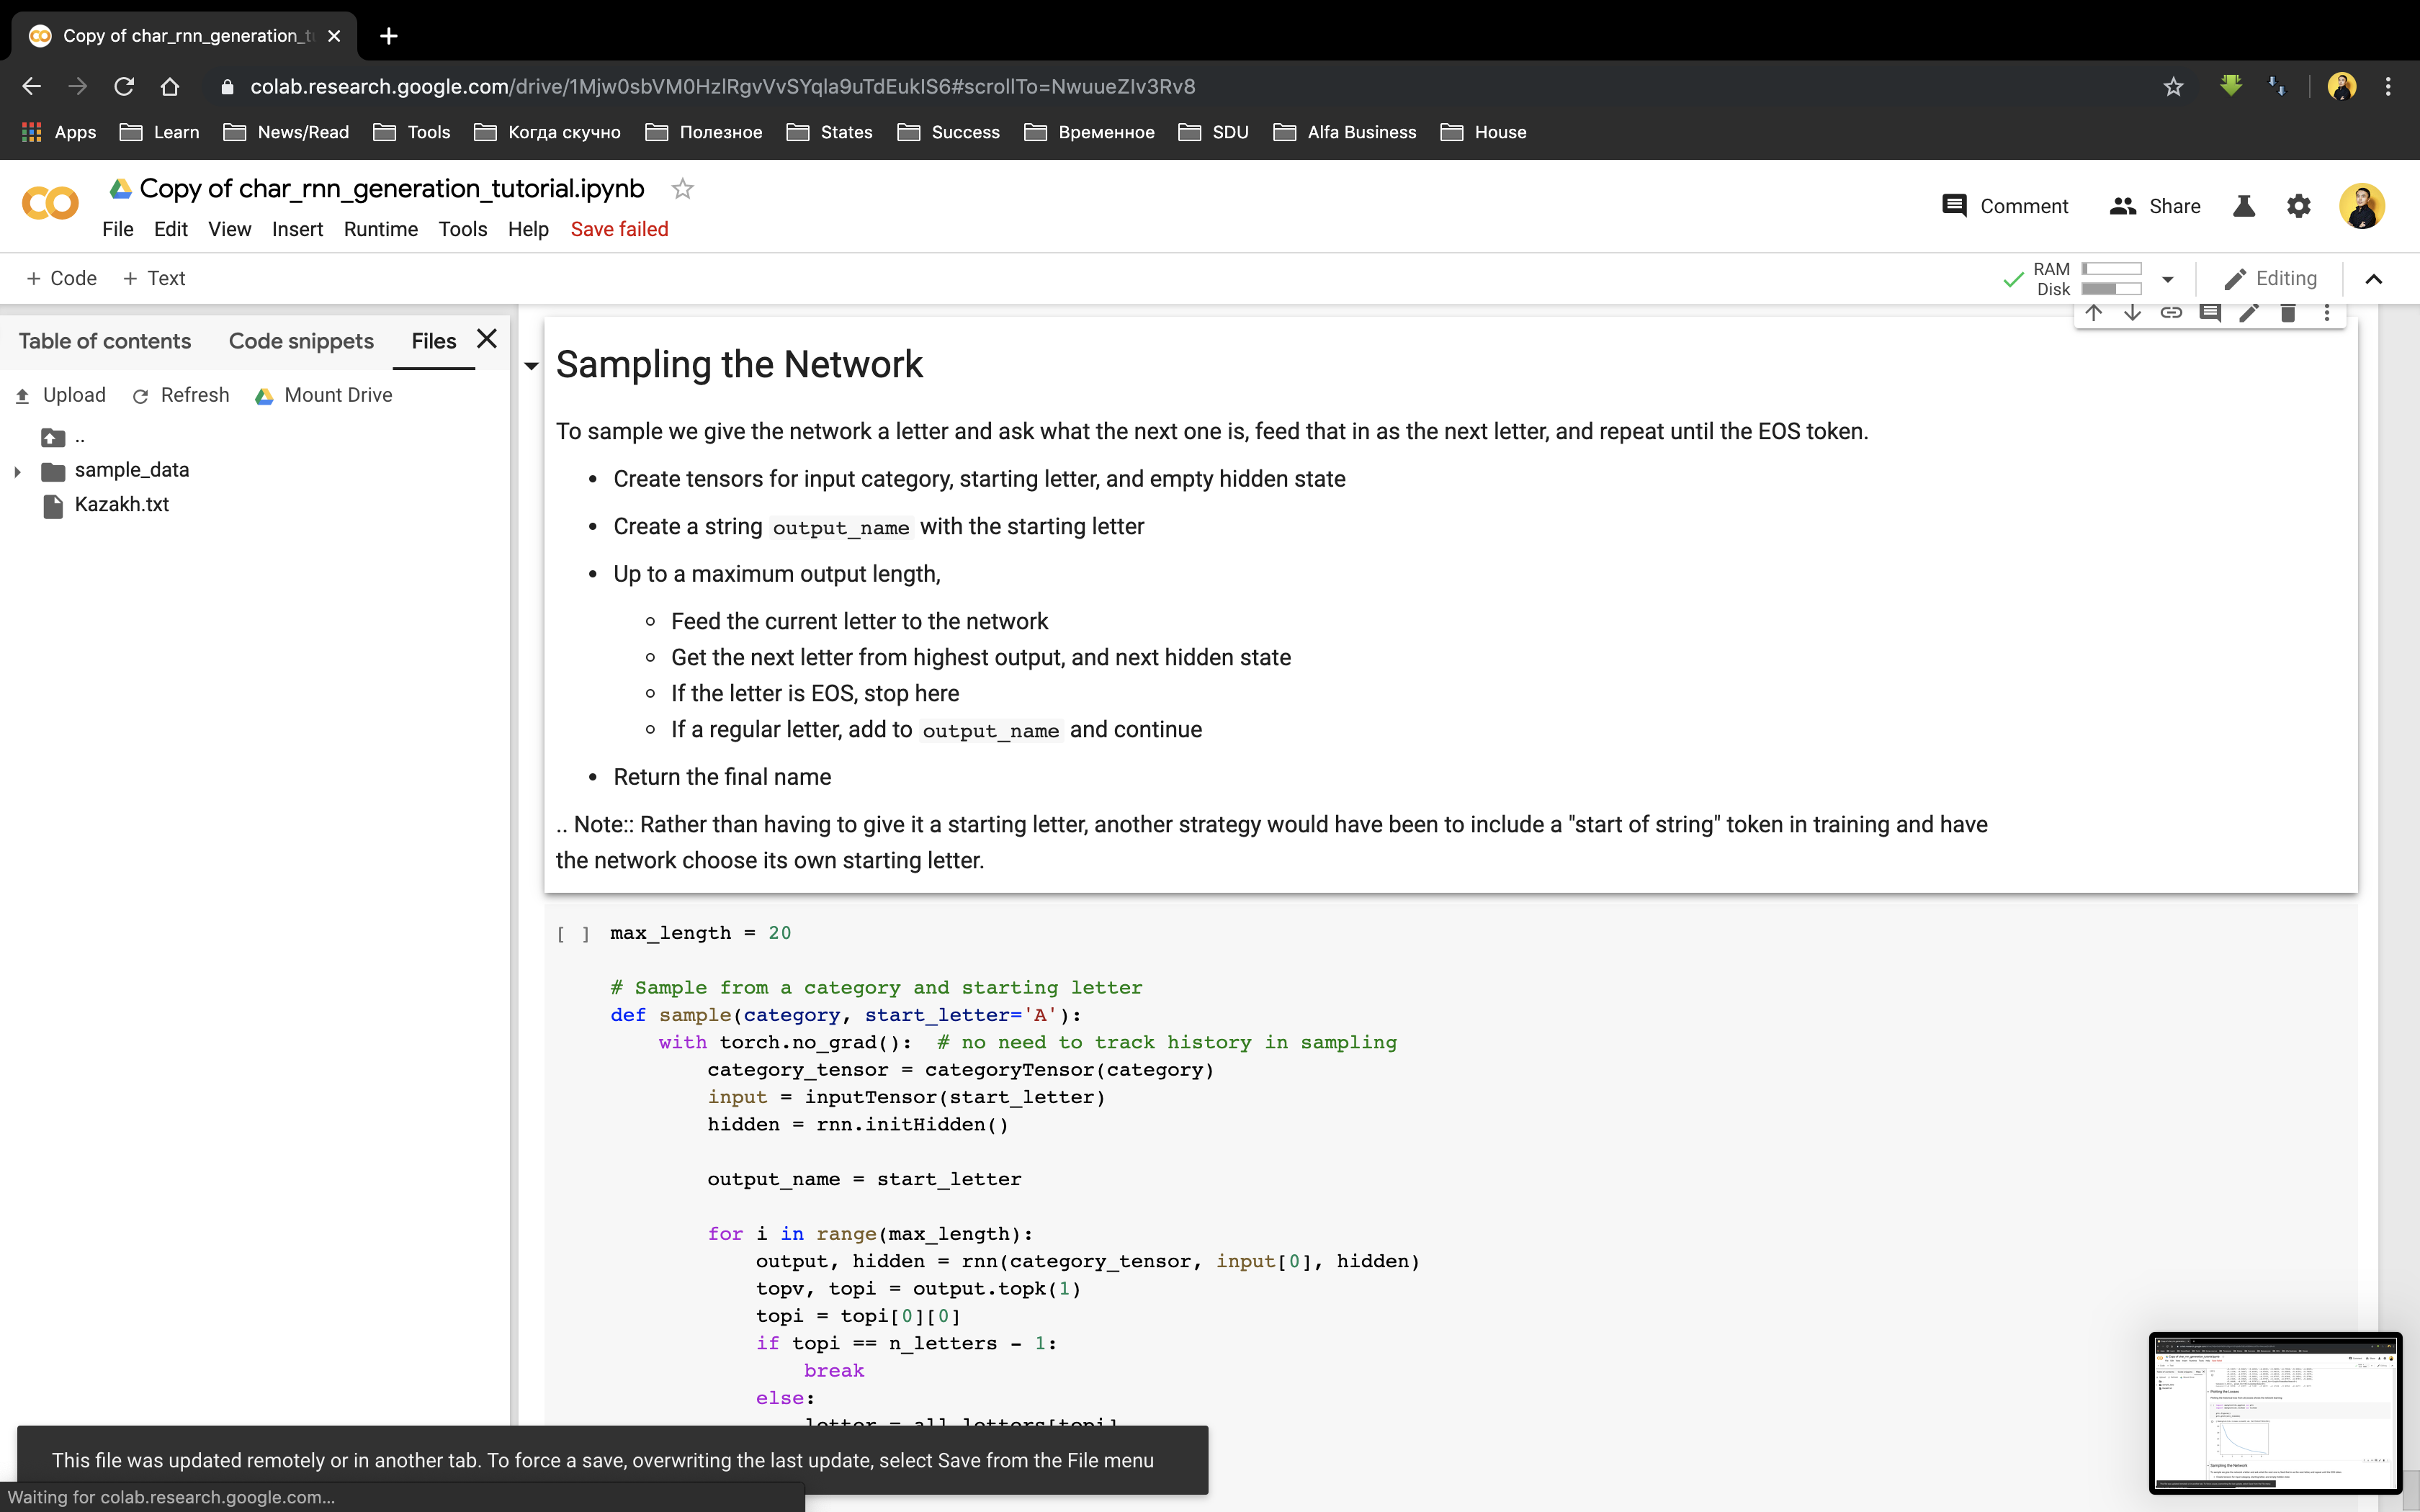 Copy of char_rnn_generation_tu
colab.research.google.com/drive/1Mjw0sbVM0HzlRgvVvSYqla9uTdEukIS6#scrollTo=NwuueZIv3Rv8
Apps Learn News/Read Tools Когда скучно Полезное States Success Временное SDU Alfa Business House
Copy of char_rnn_generation_tutorial.ipynb
Comment Share
File Edit View Insert Runtime Tools Help Save failed
+ Code + Text
RAM
Disk
Editing
Table of contents Code snippets Files
Upload Refresh Mount Drive
..
sample_data
Kazakh.txt
Sampling the Network
To sample we give the network a letter and ask what the next one is, feed that in as the next letter, and repeat until the EOS token.
• Create tensors for input category, starting letter, and empty hidden state
• Create a string output_name with the starting letter
• Up to a maximum output length,
◦ Feed the current letter to the network
◦ Get the next letter from highest output, and next hidden state
◦ If the letter is EOS, stop here
◦ If a regular letter, add to output_name and continue
• Return the final name
.. Note:: Rather than having to give it a starting letter, another strategy would have been to include a "start of string" token in training and have
the network choose its own starting letter.
[ ] max_length = 20
# Sample from a category and starting letter
def sample(category, start_letter='A'):
with torch.no_grad():  # no need to track history in sampling
category_tensor = categoryTensor(category)
input = inputTensor(start_letter)
hidden = rnn.initHidden()
output_name = start_letter
for i in range(max_length):
output, hidden = rnn(category_tensor, input[0], hidden)
topv, topi = output.topk(1)
topi = topi[0][0]
if topi == n_letters - 1:
break
else:
letter = all_letters[topi]
This file was updated remotely or in another tab. To force a save, overwriting the last update, select Save from the File menu
Waiting for colab.research.google.com...
Plotting the Losses
Sampling the Network